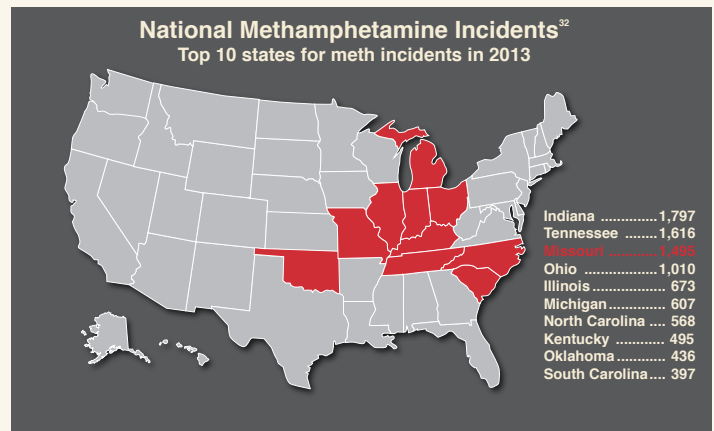 National Methamphetamine Incidents32
Top 10 states for meth incidents in 2013
Indiana ..............1,797
Tennessee .......1,616
Missouri ............1,495
Ohio ..................1,010
Illinois ................... 673
Michigan ............. 607
North Carolina .... 568
Kentucky ............ 495
Oklahoma ............ 436
South Carolina .... 397